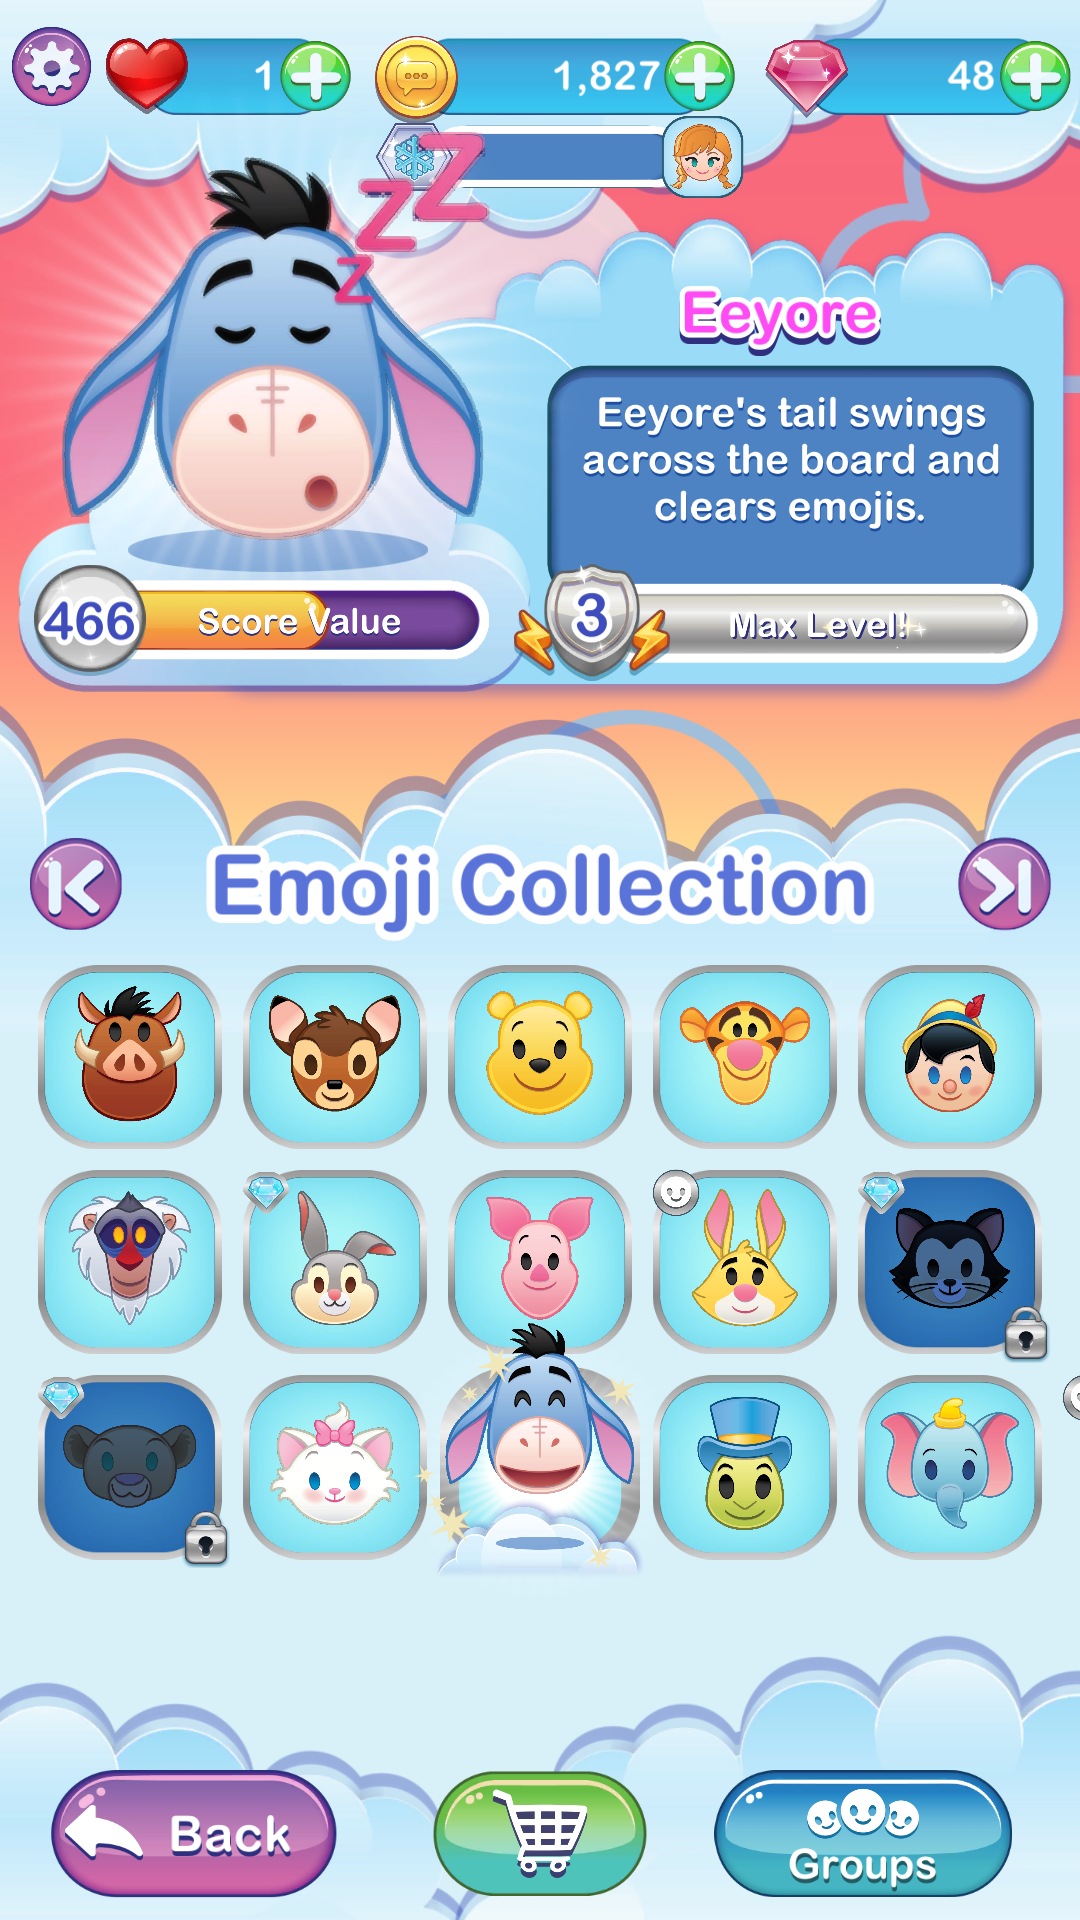 1
1,827
48
Z
Z
Z
Eeyore
Eeyore's tail swings
across the board and
clears emojis.
466
Score Value
3
Max Level!
Emoji Collection
Back
Groups